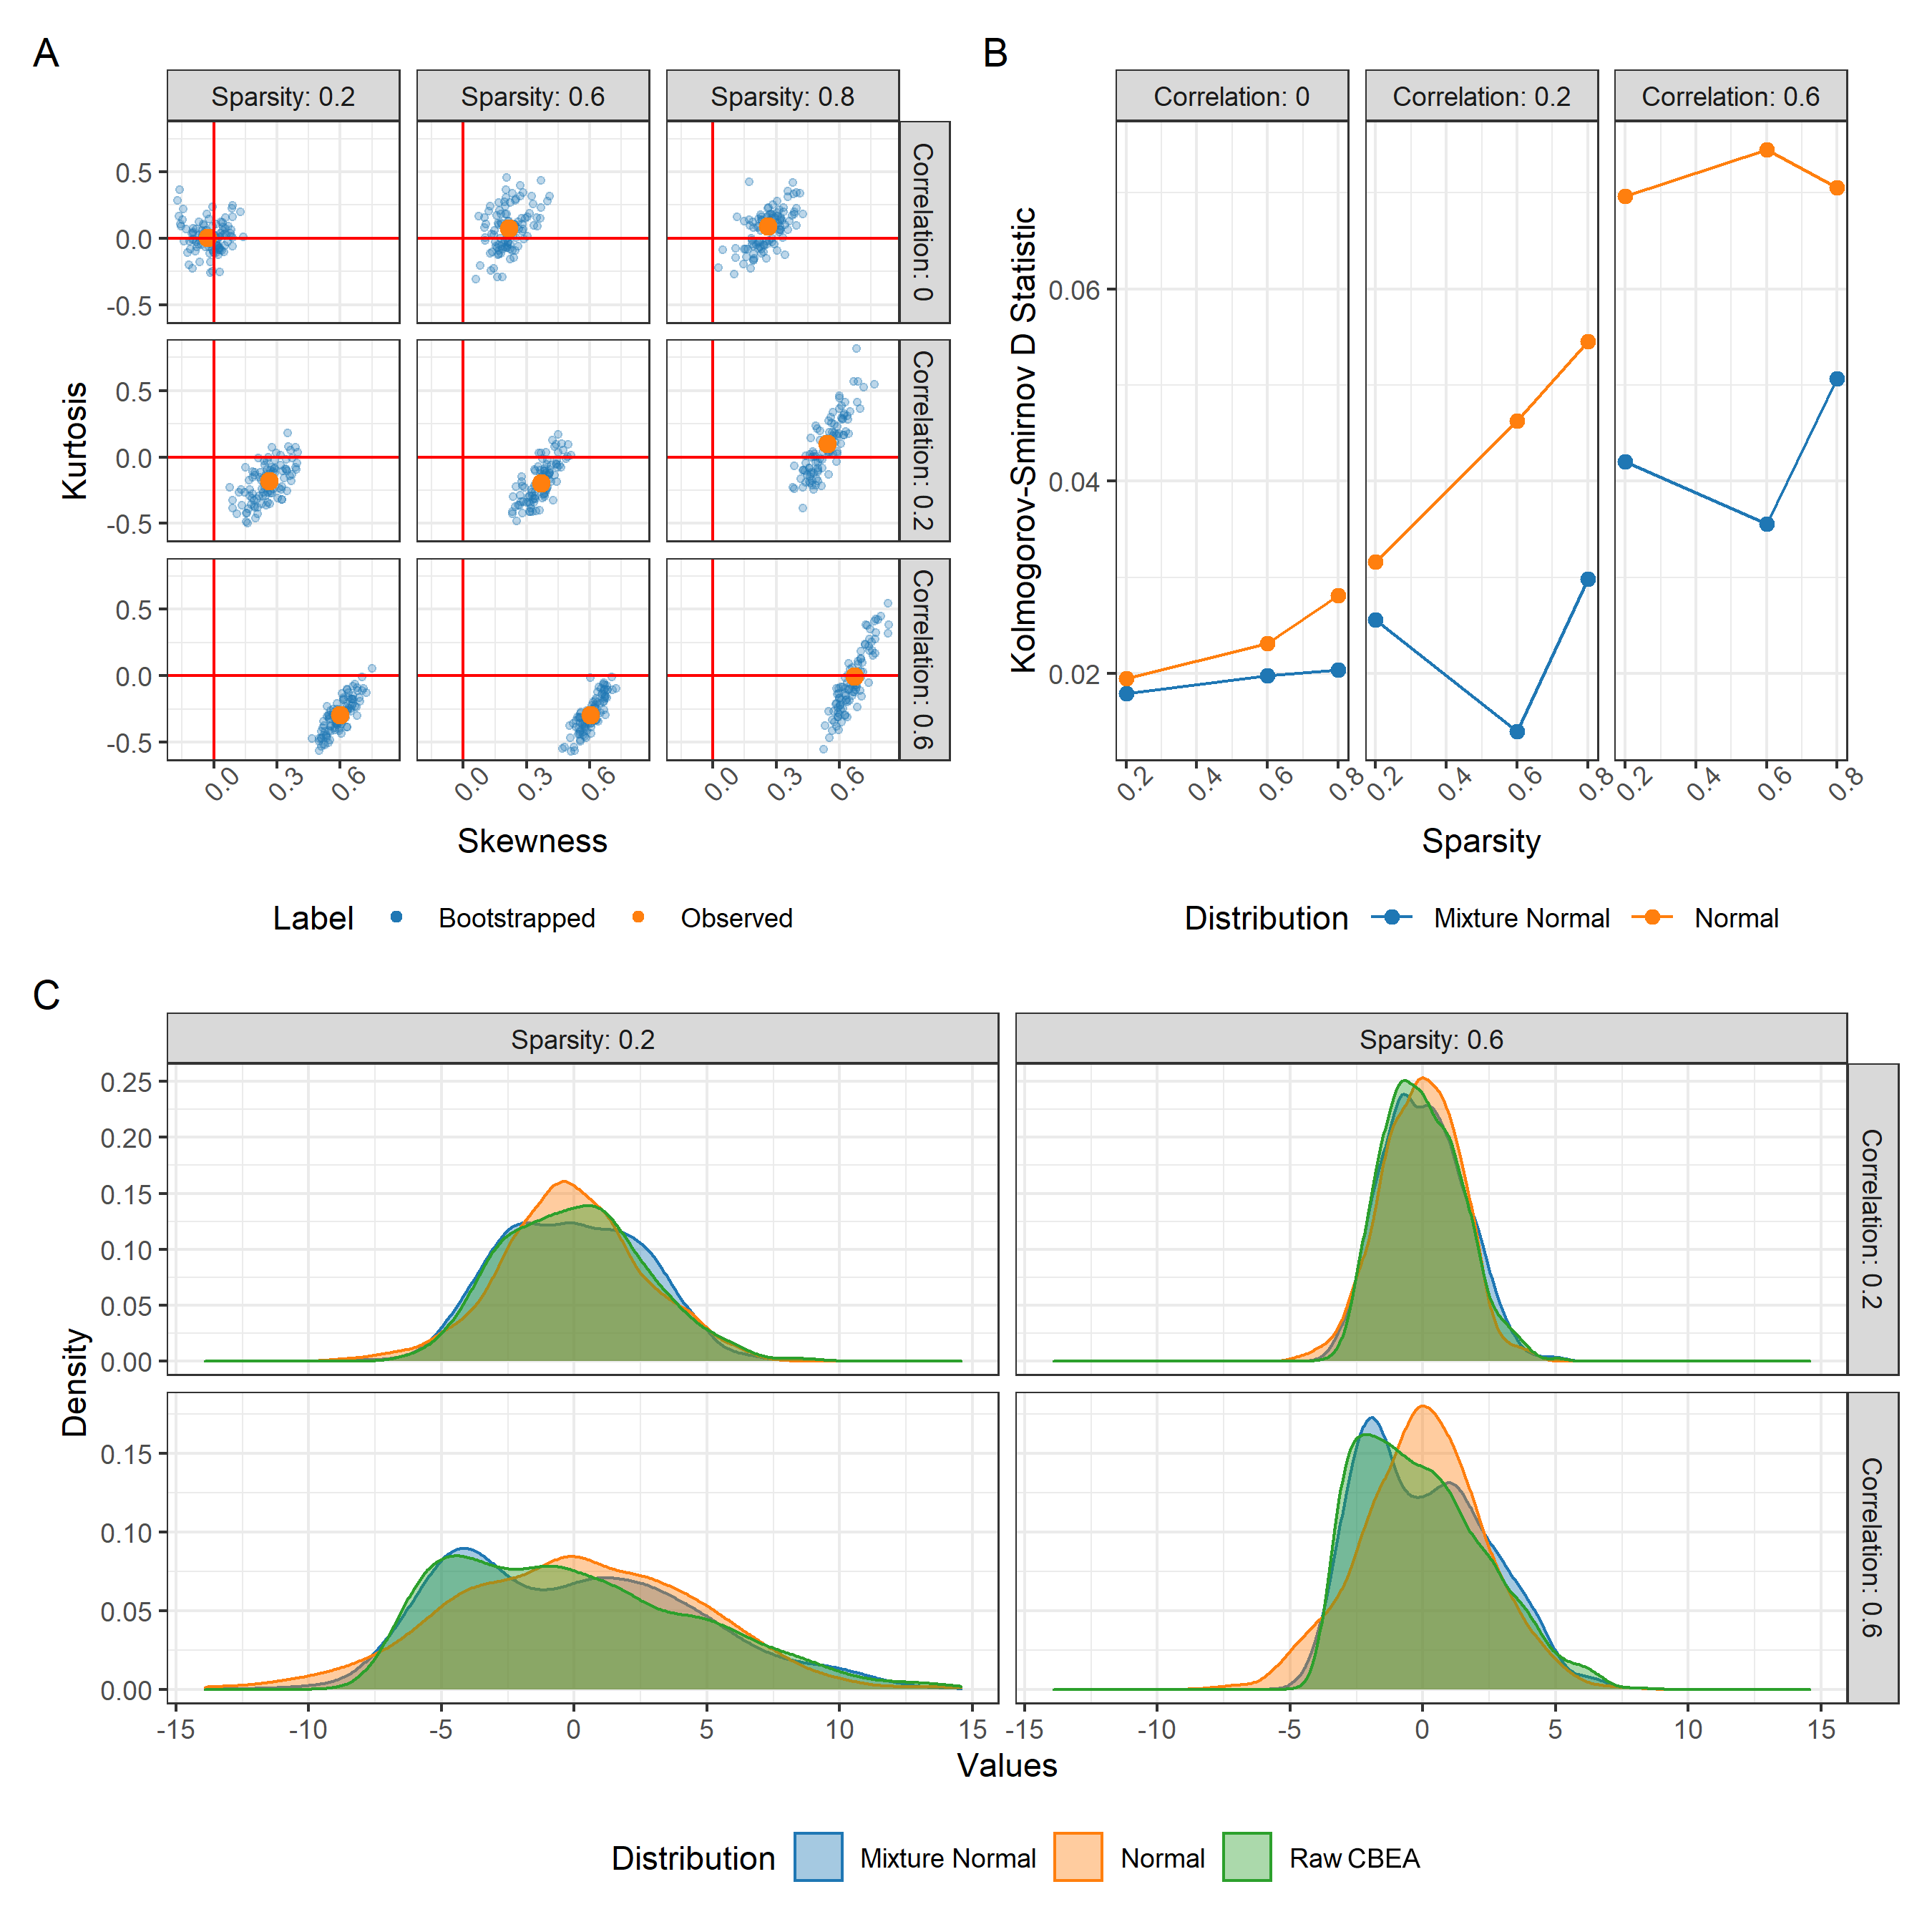 A
Sparsity: 0.2
Sparsity: 0.6
Sparsity: 0.8
Correlation: 0
Correlation: 0.2
Correlation: 0.6
0.5
0.0
-0.5
0.5
0.0
-0.5
0.5
0.0
-0.5
Kurtosis
0.0 0.3 0.6
0.0 0.3 0.6
0.0 0.3 0.6
Skewness
Label Bootstrapped Observed
B
Correlation: 0
Correlation: 0.2
Correlation: 0.6
Kolmogorov-Smirnov D Statistic
0.06
0.04
0.02
0.2 0.4 0.6 0.8
0.2 0.4 0.6 0.8
0.2 0.4 0.6 0.8
Sparsity
Distribution Mixture Normal Normal
C
Sparsity: 0.2
Sparsity: 0.6
Correlation: 0.2
Correlation: 0.6
Density
0.25
0.20
0.15
0.10
0.05
0.00
0.15
0.10
0.05
0.00
-15 -10 -5 0 5 10 15
-15 -10 -5 0 5 10 15
Values
Distribution Mixture Normal Normal Raw CBEA